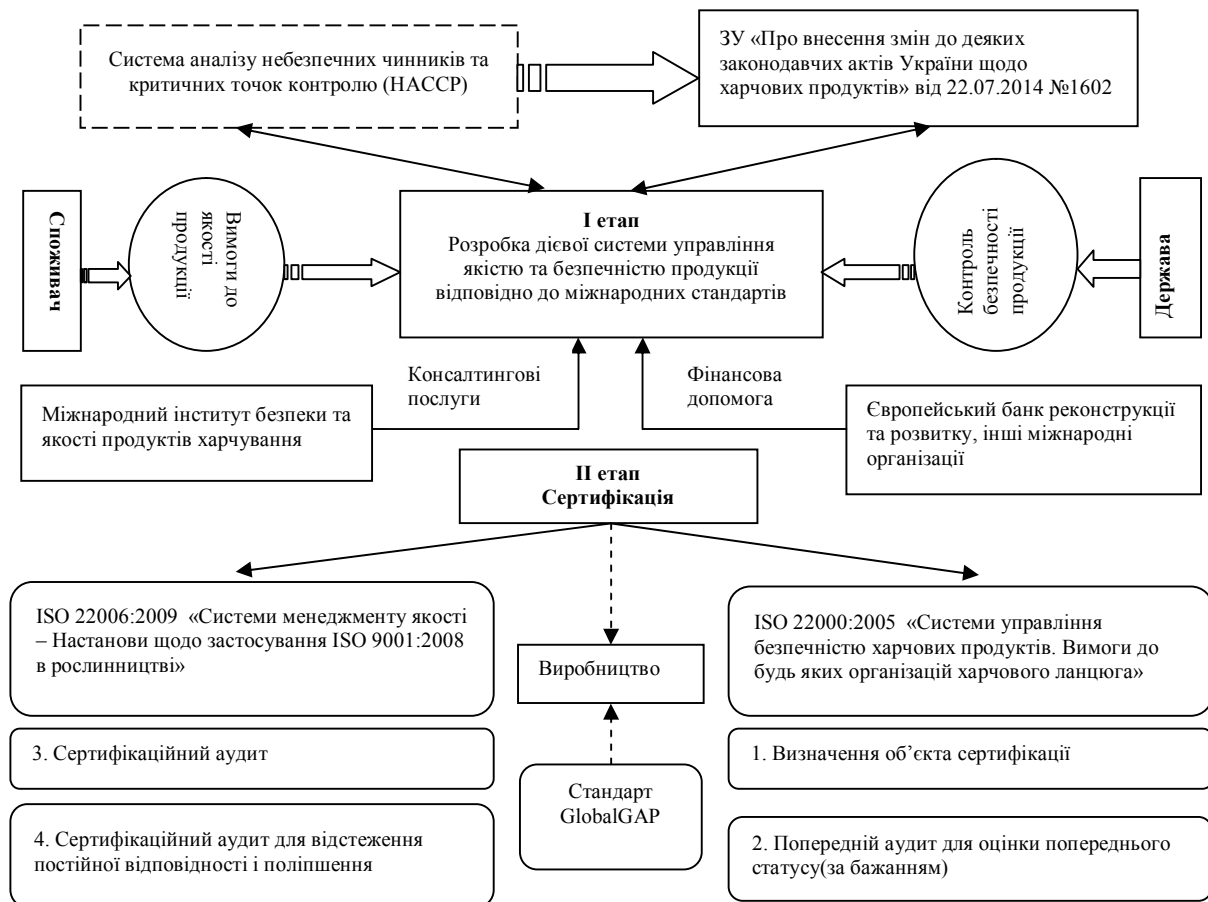 Система аналізу небезпечних чинників та
критичних точок контролю (НАССР)
ЗУ «Про внесення змін до деяких
законодавчих актів України щодо
харчових продуктів» від 22.07.2014 №1602
Споживач
Вимоги до
якості
продукції
І етап
Розробка дієвої системи управління
якістю та безпечністю продукції
відповідно до міжнародних стандартів
Контроль
безпечності
продукції
Держава
Міжнародний інститут безпеки та
якості продуктів харчування
Консалтингові
послуги
Фінансова
допомога
Європейський банк реконструкції
та розвитку, інші міжнародні
організації
ІІ етап
Сертифікація
ISO 22006:2009 «Системи менеджменту якості
– Настанови щодо застосування ISO 9001:2008
в рослинництві»
Виробництво
ISO 22000:2005 «Системи управління
безпечністю харчових продуктів. Вимоги до
будь яких організацій харчового ланцюга»
3. Сертифікаційний аудит
1. Визначення об’єкта сертифікації
Стандарт
GlobalGAP
4. Сертифікаційний аудит для відстеження
постійної відповідності і поліпшення
2. Попередній аудит для оцінки попереднього
статусу(за бажанням)